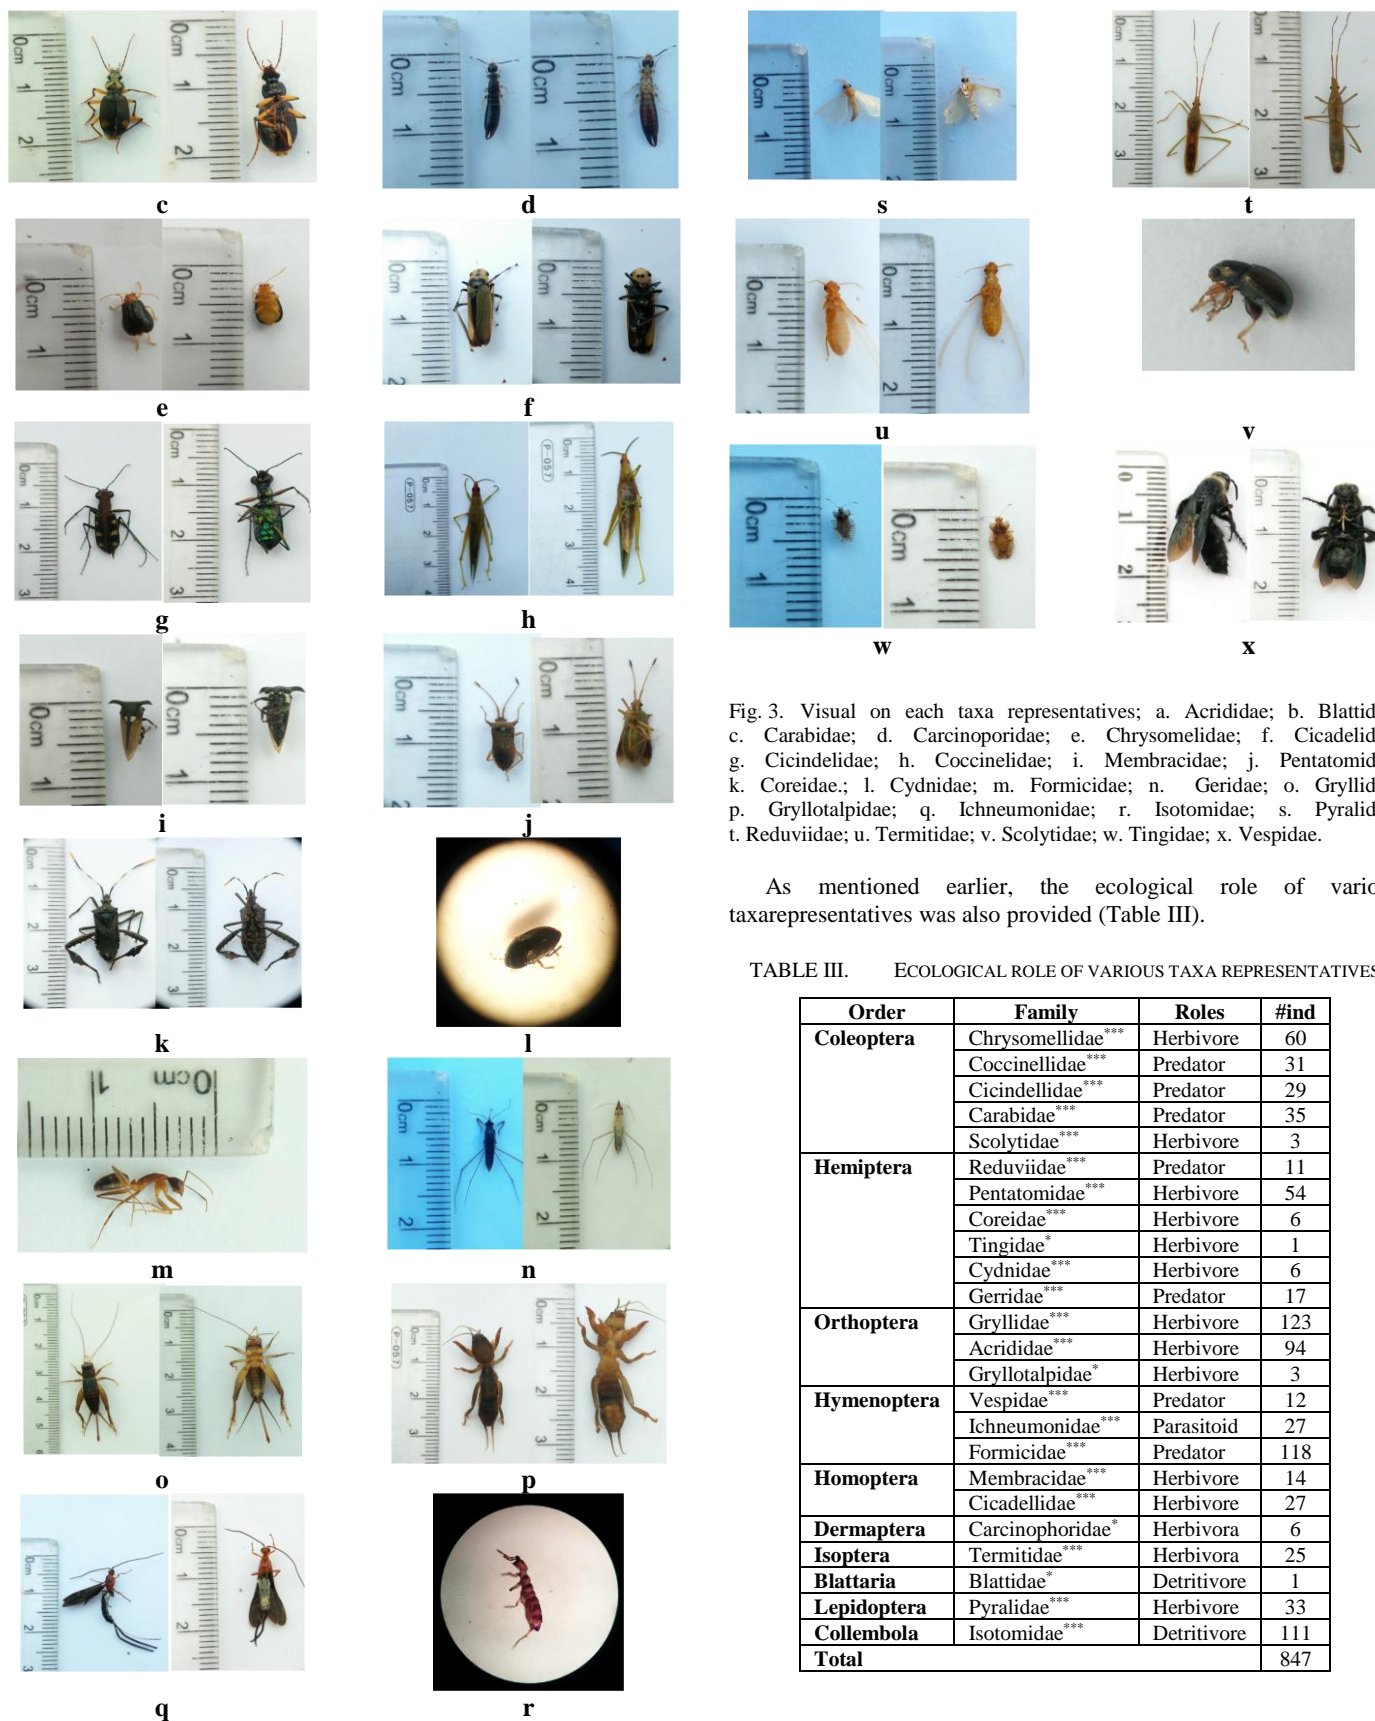 c
d
e
f
g
h
i
j
k
l
m
n
o
p
q
r
s
t
u
v
w
x
Fig. 3. Visual on each taxa representatives; a. Acrididae; b. Blattid
c. Carabidae; d. Carcinoporidae; e. Chrysomelidae; f. Cicadelid
g. Cicindelidae; h. Coccinelidae; i. Membracidae; j. Pentatomid
k. Coreidae.; l. Cydnidae; m. Formicidae; n. Geridae; o. Gryllid
p. Gryllotalpidae; q. Ichneumonidae; r. Isotomidae; s. Pyralid
t. Reduviidae; u. Termitidae; v. Scolytidae; w. Tingidae; x. Vespidae.
As mentioned earlier, the ecological role of vario
taxarepresentatives was also provided (Table III).
TABLE III. ECOLOGICAL ROLE OF VARIOUS TAXA REPRESENTATIVES
Order Family Roles #ind
Coleoptera Chrysomellidae*** Herbivore 60
Coccinellidae*** Predator 31
Cicindellidae*** Predator 29
Carabidae*** Predator 35
Scolytidae*** Herbivore 3
Hemiptera Reduviidae*** Predator 11
Pentatomidae*** Herbivore 54
Coreidae*** Herbivore 6
Tingidae* Herbivore 1
Cydnidae*** Herbivore 6
Gerridae*** Predator 17
Orthoptera Gryllidae*** Herbivore 123
Acrididae*** Herbivore 94
Gryllotalpidae* Herbivore 3
Hymenoptera Vespidae*** Predator 12
Ichneumonidae*** Parasitoid 27
Formicidae*** Predator 118
Homoptera Membracidae*** Herbivore 14
Cicadellidae*** Herbivore 27
Dermaptera Carcinophoridae* Herbivora 6
Isoptera Termitidae*** Herbivora 25
Blattaria Blattidae* Detritivore 1
Lepidoptera Pyralidae*** Herbivore 33
Collembola Isotomidae*** Detritivore 111
Total 847